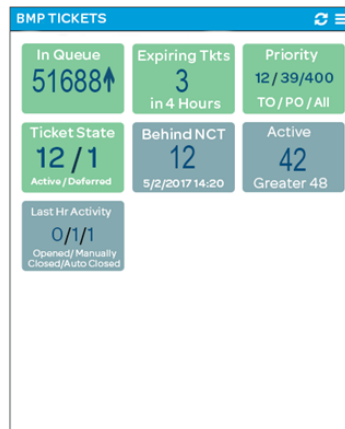 BMP TICKETS
In Queue
51688↑
Expiring Tkts
3
in 4 Hours
Priority
12 / 39/400
TO / PO / All
Ticket State
12 / 1
Active / Deferred
Behind NCT
12
5/2/2017 14:20
Active
42
Greater 48
Last Hr Activity
0/1/1
Opened/ Manually
Closed/Auto Closed